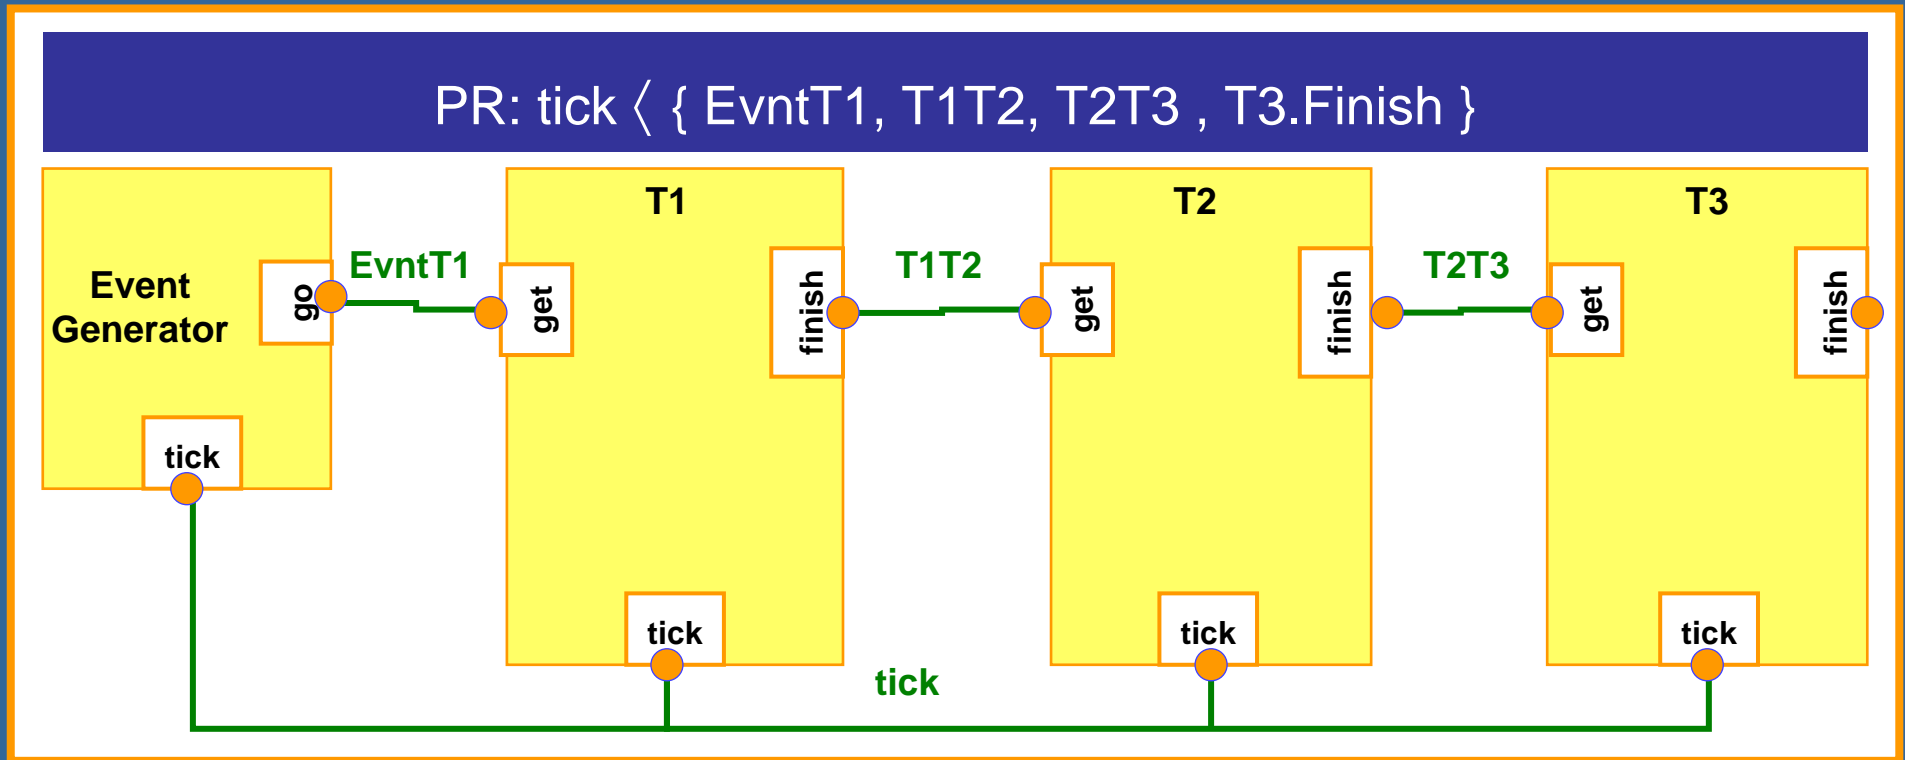 PR: tick 〈 { EvntT1, T1T2, T2T3 , T3.Finish }
Event
Generator
go
tick
EvntT1
T1
get
finish
tick
T1T2
T2
get
finish
tick
T2T3
T3
get
finish
tick
tick